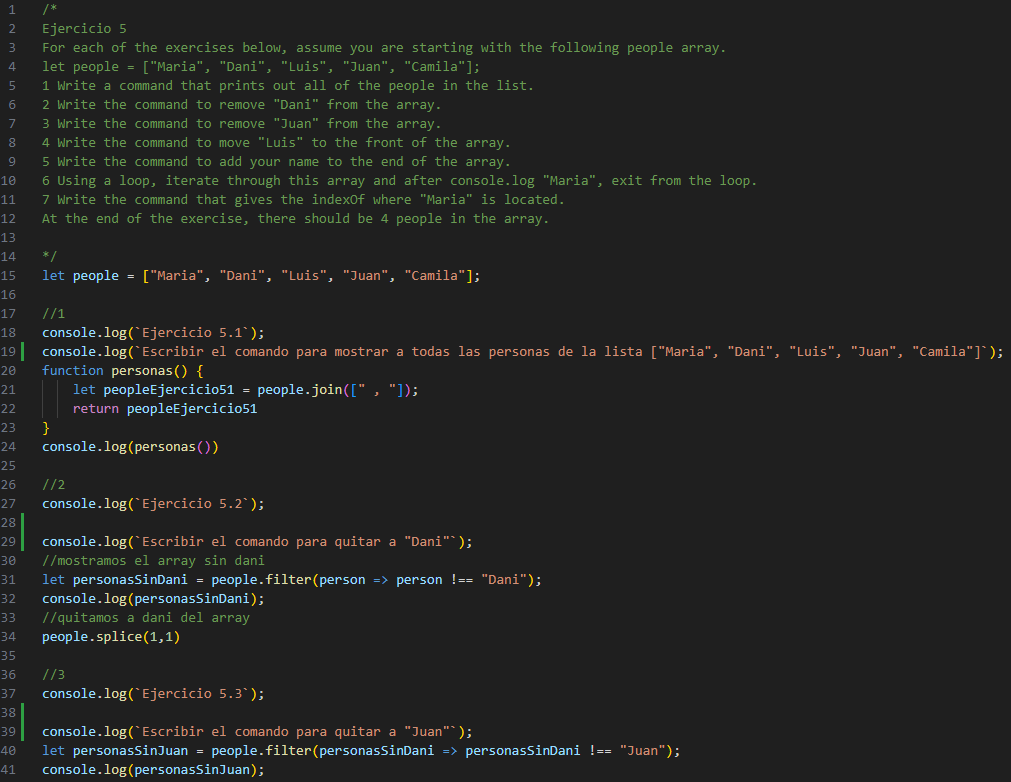 1 /*
2 Ejercicio 5
3 For each of the exercises below, assume you are starting with the following people array.
4 let people = ["Maria", "Dani", "Luis", "Juan", "Camila"];
5 1 Write a command that prints out all of the people in the list.
6 2 Write the command to remove "Dani" from the array.
7 3 Write the command to remove "Juan" from the array.
8 4 Write the command to move "Luis" to the front of the array.
9 5 Write the command to add your name to the end of the array.
10 6 Using a loop, iterate through this array and after console.log "Maria", exit from the loop.
11 7 Write the command that gives the indexOf where "Maria" is located.
12 At the end of the exercise, there should be 4 people in the array.
13
14 */
15 let people = ["Maria", "Dani", "Luis", "Juan", "Camila"];
16
17 //1
18 console.log(`Ejercicio 5.1`);
19 console.log(`Escribir el comando para mostrar a todas las personas de la lista ["Maria", "Dani", "Luis", "Juan", "Camila"]`);
20 function personas() {
21     let peopleEjercicio51 = people.join([" , "]);
22     return peopleEjercicio51
23 }
24 console.log(personas())
25
26 //2
27 console.log(`Ejercicio 5.2`);
28
29 console.log(`Escribir el comando para quitar a "Dani"`);
30 //mostramos el array sin dani
31 let personasSinDani = people.filter(person => person !== "Dani");
32 console.log(personasSinDani);
33 //quitamos a dani del array
34 people.splice(1,1)
35
36 //3
37 console.log(`Ejercicio 5.3`);
38
39 console.log(`Escribir el comando para quitar a "Juan"`);
40 let personasSinJuan = people.filter(personasSinDani => personasSinDani !== "Juan");
41 console.log(personasSinJuan);